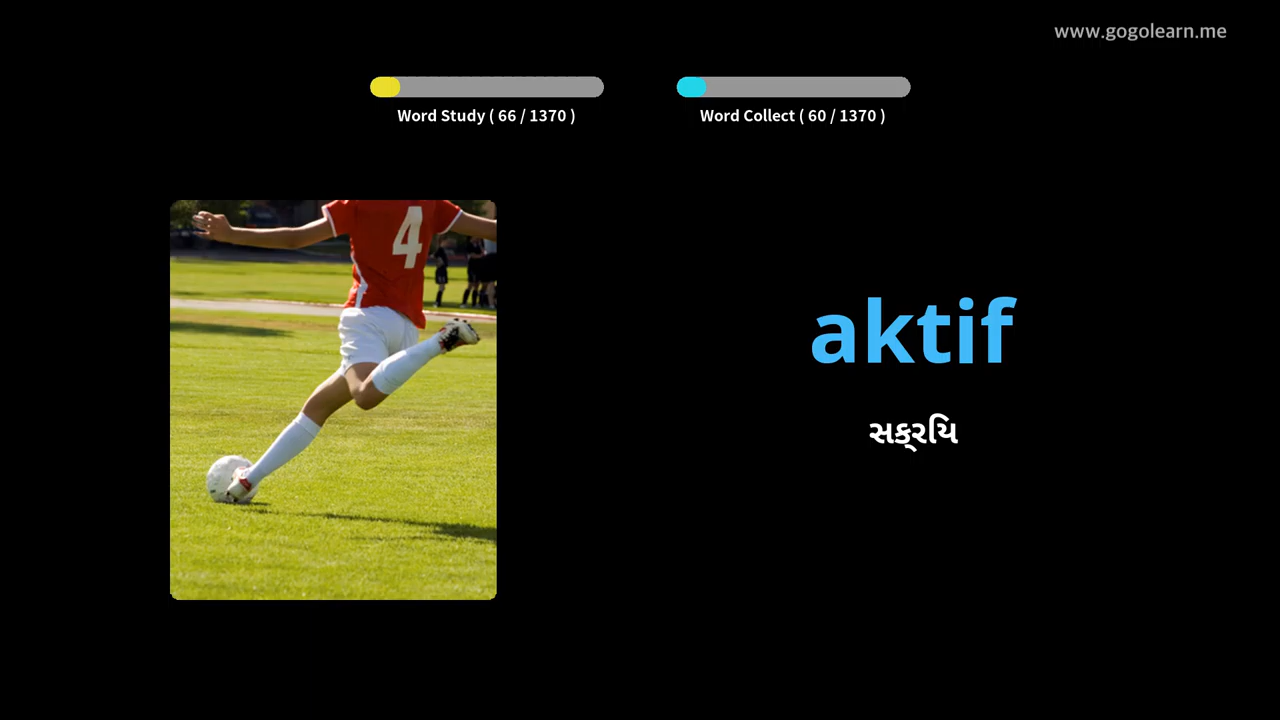 www.gogolearn.me
Word Study ( 66 / 1370 )
Word Collect ( 60 / 1370 )
4
aktif
સક્રિય